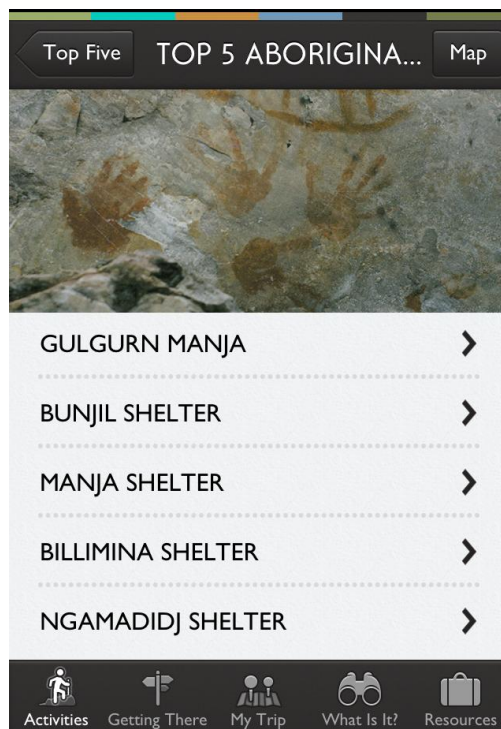 Top Five
TOP 5 ABORIGINA...
Map
GULGURN MANJA
BUNJIL SHELTER
MANJA SHELTER
BILLIMINA SHELTER
NGAMADIDJ SHELTER
Activities
Getting There
My Trip
What Is It?
Resources